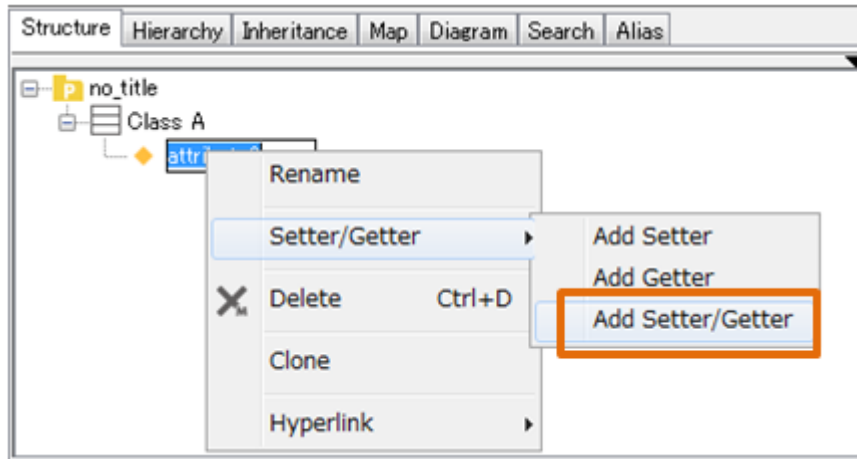 Structure Hierarchy Inheritance Map Diagram Search Alias
no_title
Class A
Rename
Setter/Getter
Add Setter
Add Getter
Delete Ctrl+D
Add Setter/Getter
Clone
Hyperlink